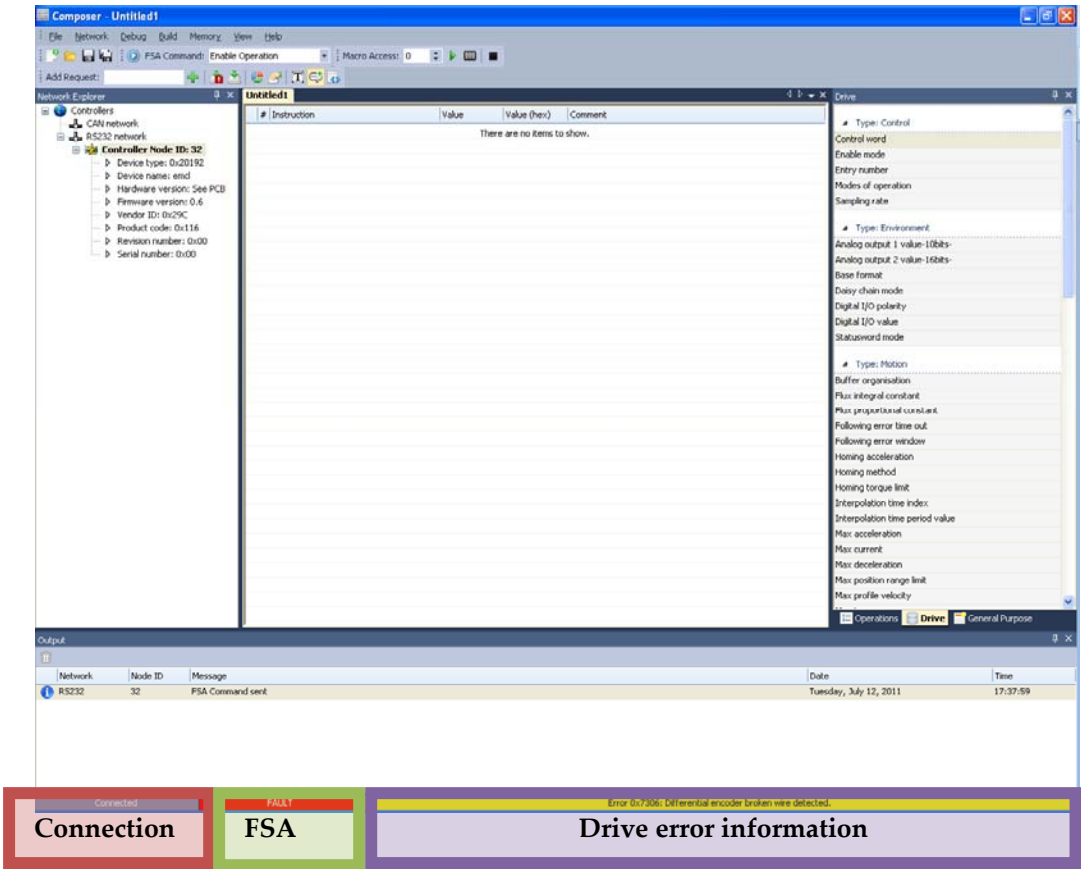 Composer - Untitled1
File Network Debug Build Memory View Help
FSA Command: Enable Operation Macro Access: 0
Add Request:
Network Explorer
Controllers
CAN network
RS232 network
Controller Node ID: 32
Device type: 0x20192
Device name: emd
Hardware version: See PCB
Firmware version: 0.6
Vendor ID: 0x29C
Product code: 0x116
Revision number: 0x00
Serial number: 0x00
Untitled1
# Instruction Value Value (hex) Comment
There are no items to show.
Drive
Type: Control
Control word
Enable mode
Entry number
Modes of operation
Sampling rate
Type: Environment
Analog output 1 value-10bits-
Analog output 2 value-16bits-
Base format
Daisy chain mode
Digital I/O polarity
Digital I/O value
Statusword mode
Type: Motion
Buffer organisation
Flux integral constant
Flux proportional constant
Following error time out
Following error window
Homing acceleration
Homing method
Homing torque limit
Interpolation time index
Interpolation time period value
Max acceleration
Max current
Max deceleration
Max position range limit
Max profile velocity
Operations Drive General Purpose
Output
Network Node ID Message Date Time
RS232 32 FSA Command sent Tuesday, July 12, 2011 17:37:59
Connected FAULT Error 0x7306: Differential encoder broken wire detected.
Connection FSA Drive error information